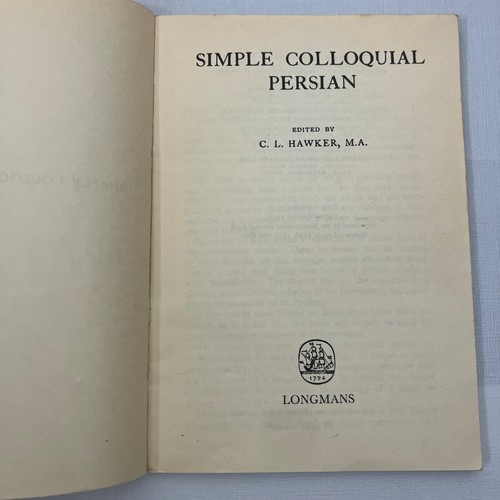 SIMPLE COLLOQUIAL
PERSIAN
EDITED BY
C. L. HAWKER, M.A.
1724
LONGMANS